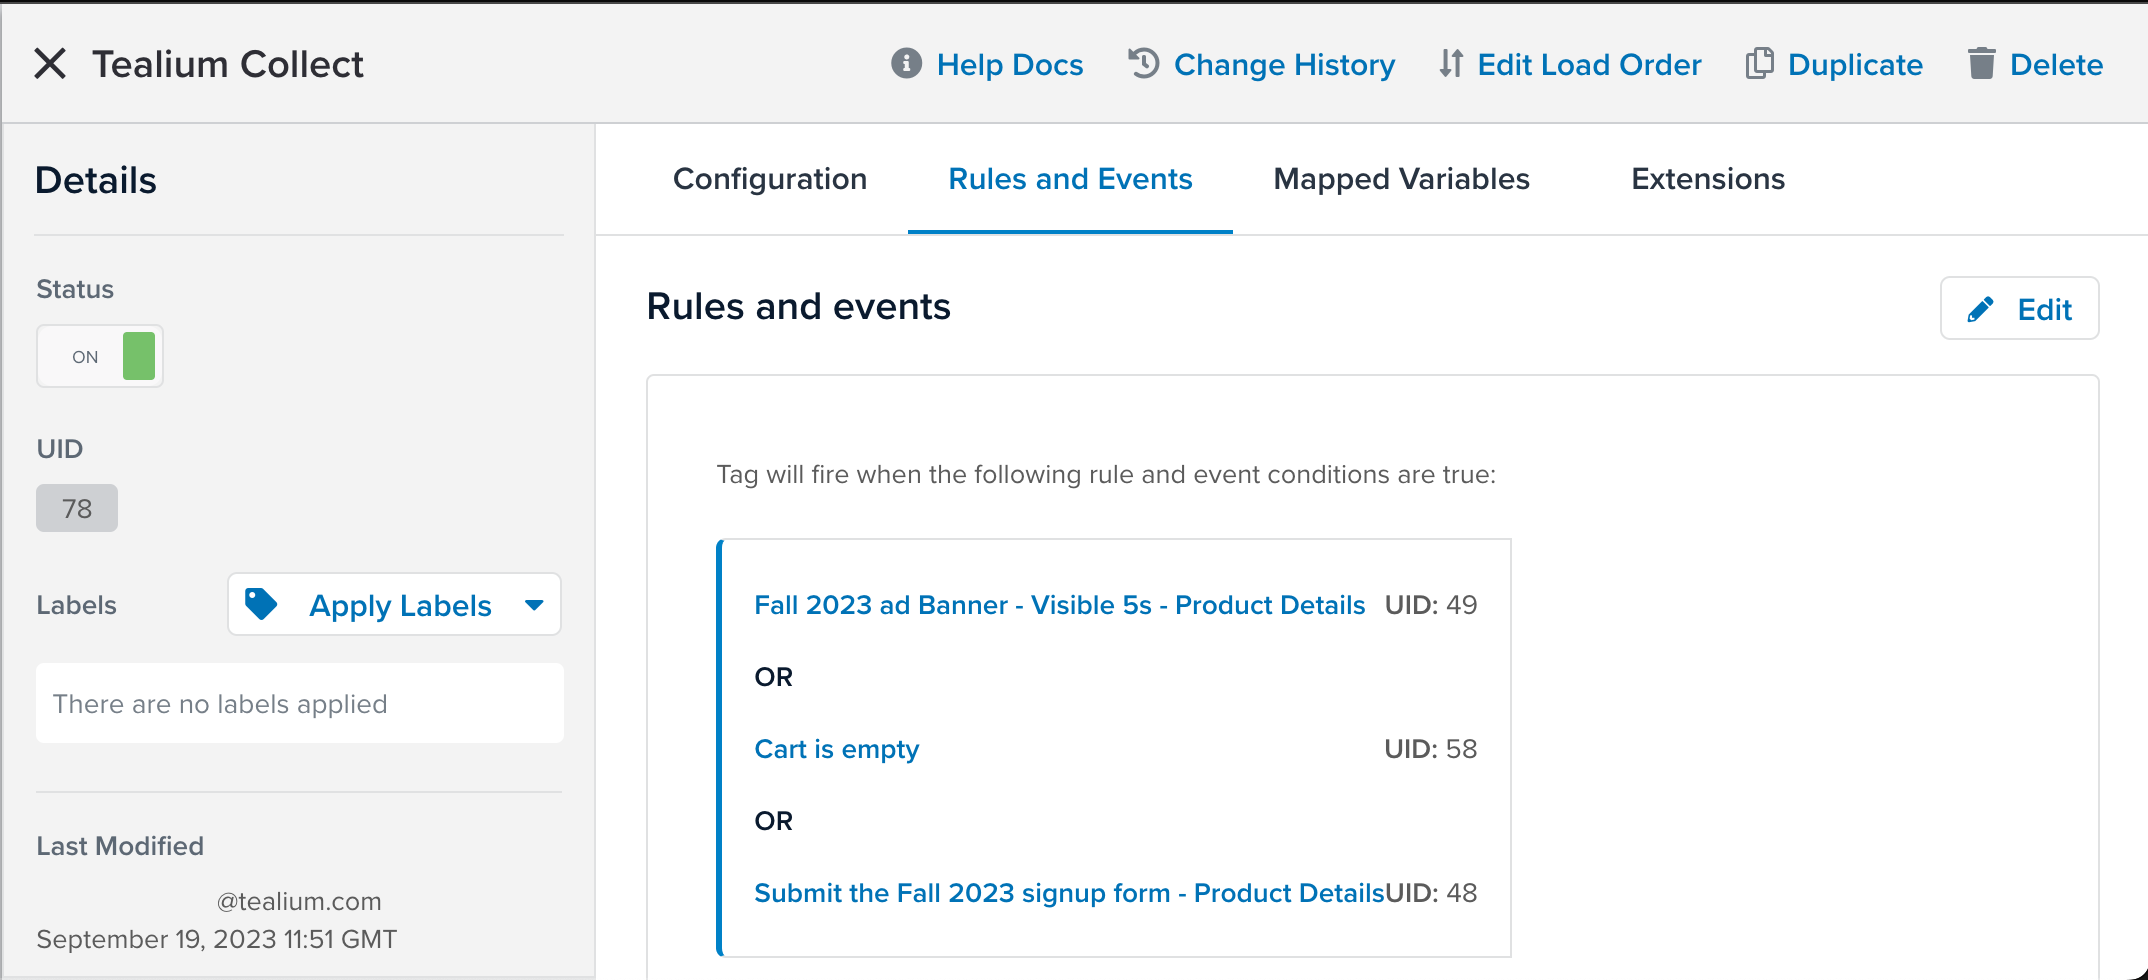 Tealium Collect
Help Docs
Change History
Edit Load Order
Duplicate
Delete
Details
Status
ON
UID
78
Labels
Apply Labels
There are no labels applied
Last Modified
@tealium.com
September 19, 2023 11:51 GMT
Configuration
Rules and Events
Mapped Variables
Extensions
Rules and events
Edit
Tag will fire when the following rule and event conditions are true:
Fall 2023 ad Banner - Visible 5s - Product Details UID: 49
OR
Cart is empty UID: 58
OR
Submit the Fall 2023 signup form - Product Details UID: 48